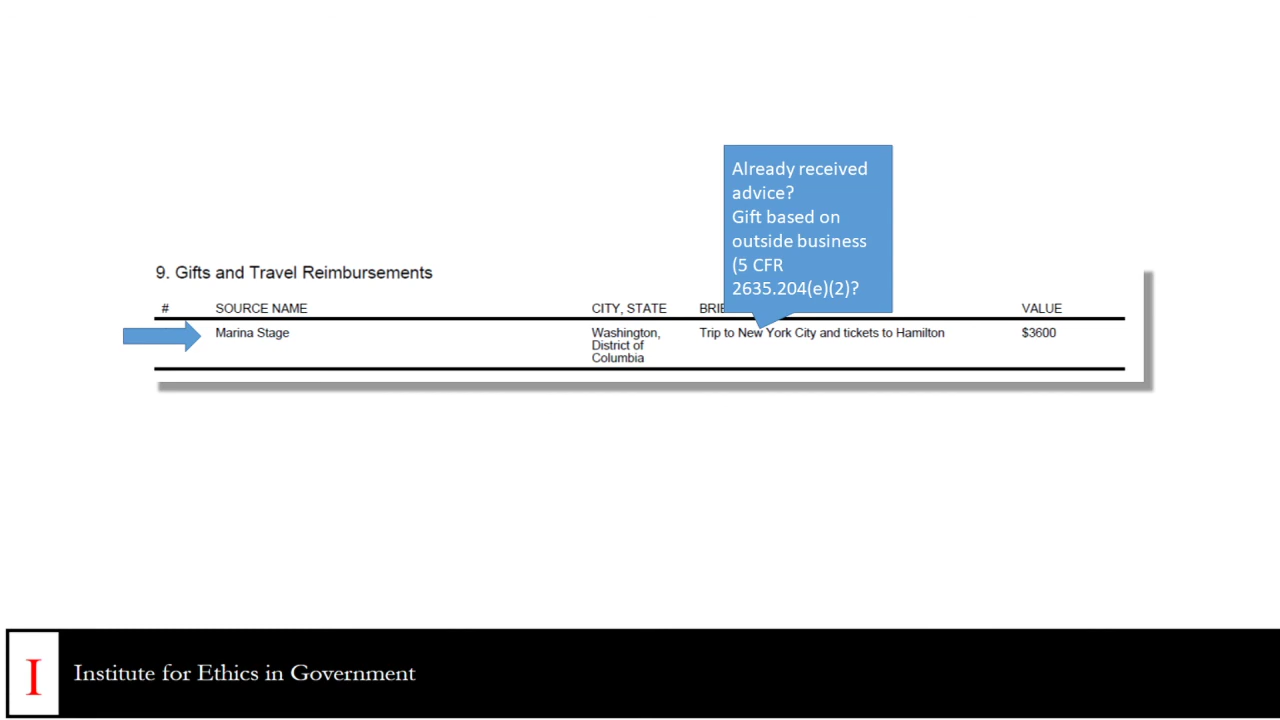 Already received
advice?
Gift based on
outside business
(5 CFR
2635.204(e)(2)?
9. Gifts and Travel Reimbursements
# SOURCE NAME CITY, STATE BRIE VALUE
Marina Stage Washington, Trip to New York City and tickets to Hamilton $3600
District of
Columbia
I Institute for Ethics in Government